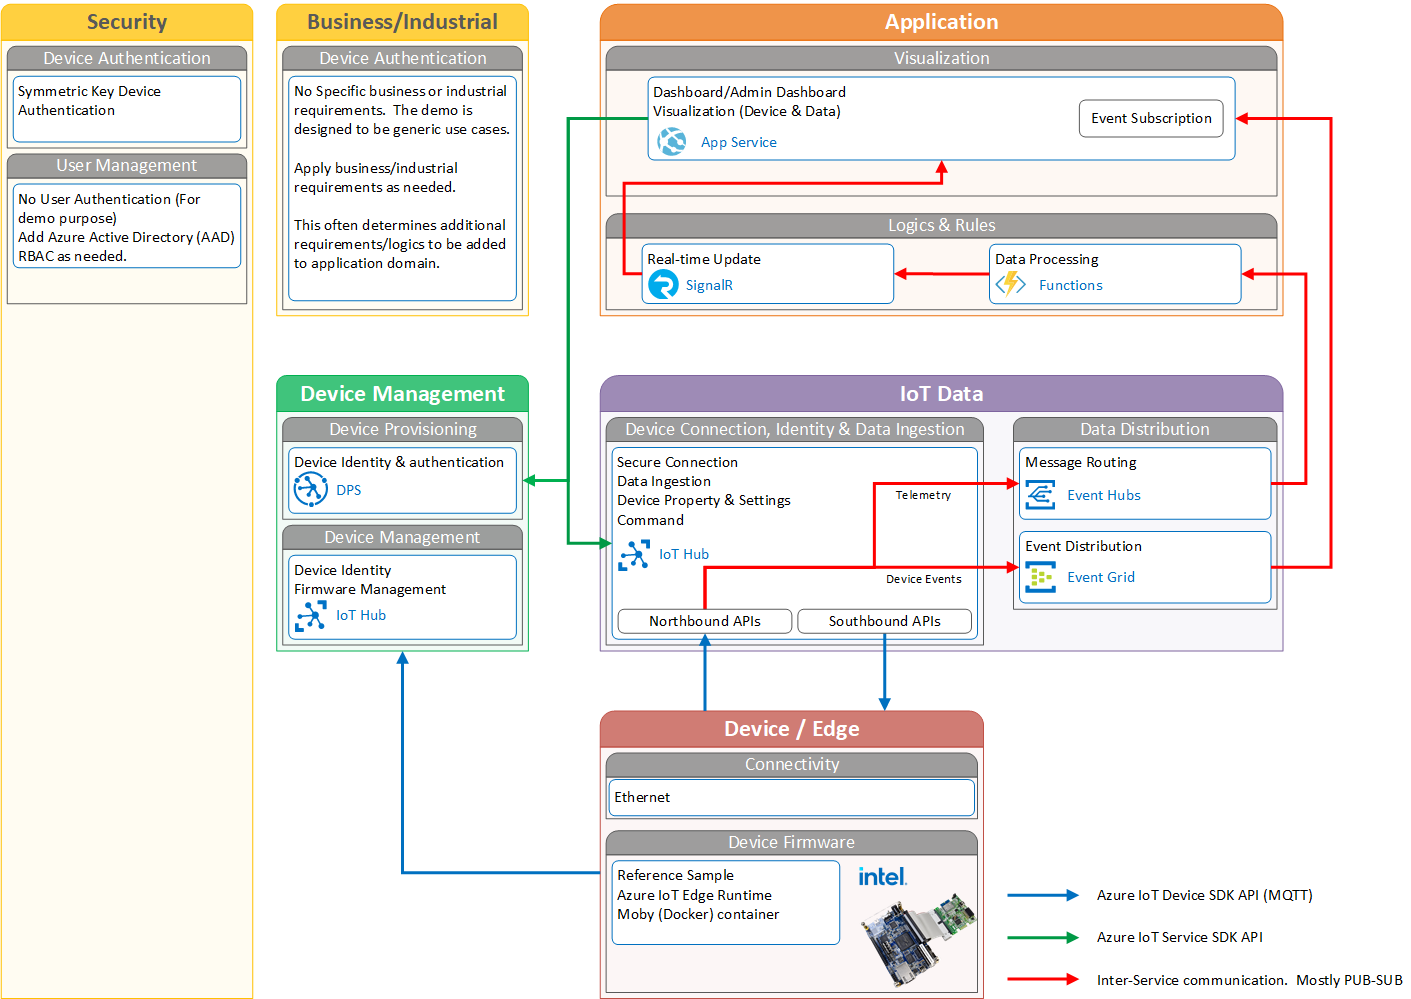 Security
Device Authentication
Symmetric Key Device
Authentication
User Management
No User Authentication (For
demo purpose)
Add Azure Active Directory (AAD)
RBAC as needed.
Business/Industrial
Device Authentication
No Specific business or industrial
requirements.  The demo is
designed to be generic use cases.
Apply business/industrial
requirements as needed.
This often determines additional
requirements/logics to be added
to application domain.
Application
Visualization
Dashboard/Admin Dashboard
Visualization (Device & Data)
App Service
Event Subscription
Logics & Rules
Real-time Update
SignalR
Data Processing
Functions
Device Management
Device Provisioning
Device Identity & authentication
DPS
Device Management
Device Identity
Firmware Management
IoT Hub
IoT Data
Device Connection, Identity & Data Ingestion
Secure Connection
Data Ingestion
Device Property & Settings
Command
IoT Hub
Telemetry
Device Events
Northbound APIs
Southbound APIs
Data Distribution
Message Routing
Event Hubs
Event Distribution
Event Grid
Device / Edge
Connectivity
Ethernet
Device Firmware
Reference Sample
Azure IoT Edge Runtime
Moby (Docker) container
intel.
Azure IoT Device SDK API (MQTT)
Azure IoT Service SDK API
Inter-Service communication.  Mostly PUB-SUB